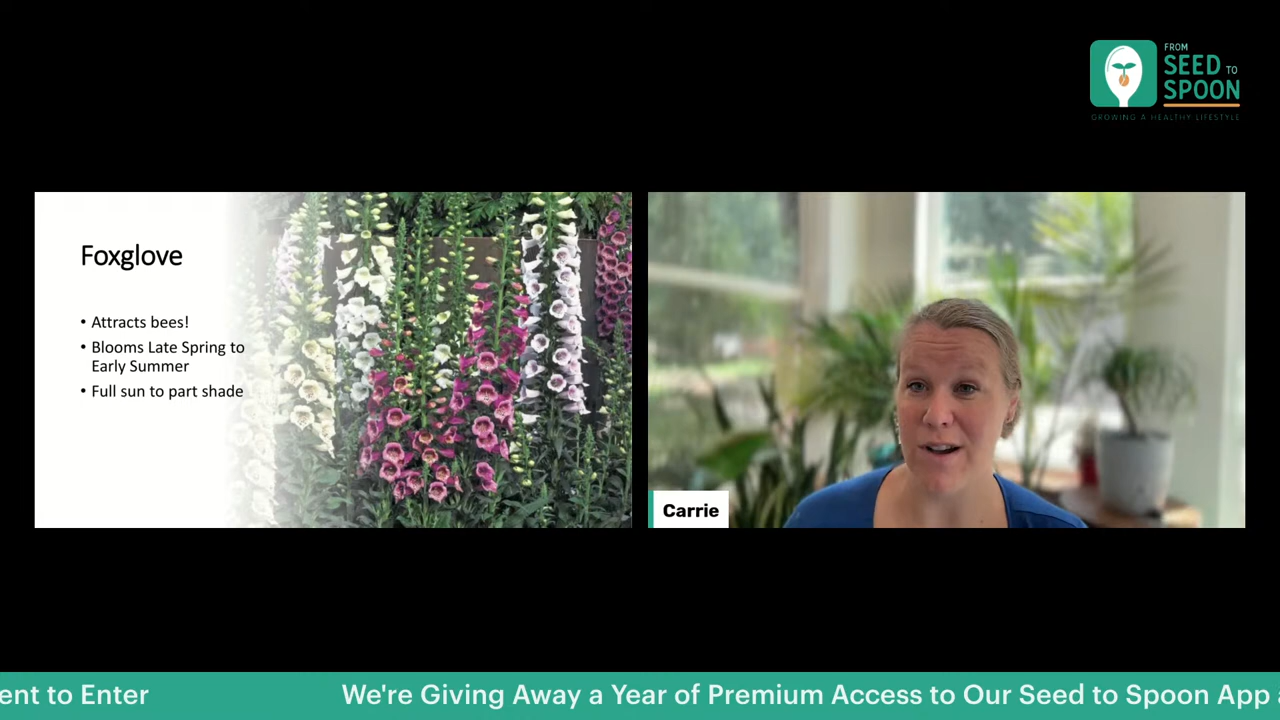 FROM
SEED TO
SPOON
GROWING A HEALTHY LIFESTYLE
Foxglove
• Attracts bees!
• Blooms Late Spring to
Early Summer
• Full sun to part shade
Carrie
ent to Enter We're Giving Away a Year of Premium Access to Our Seed to Spoon App